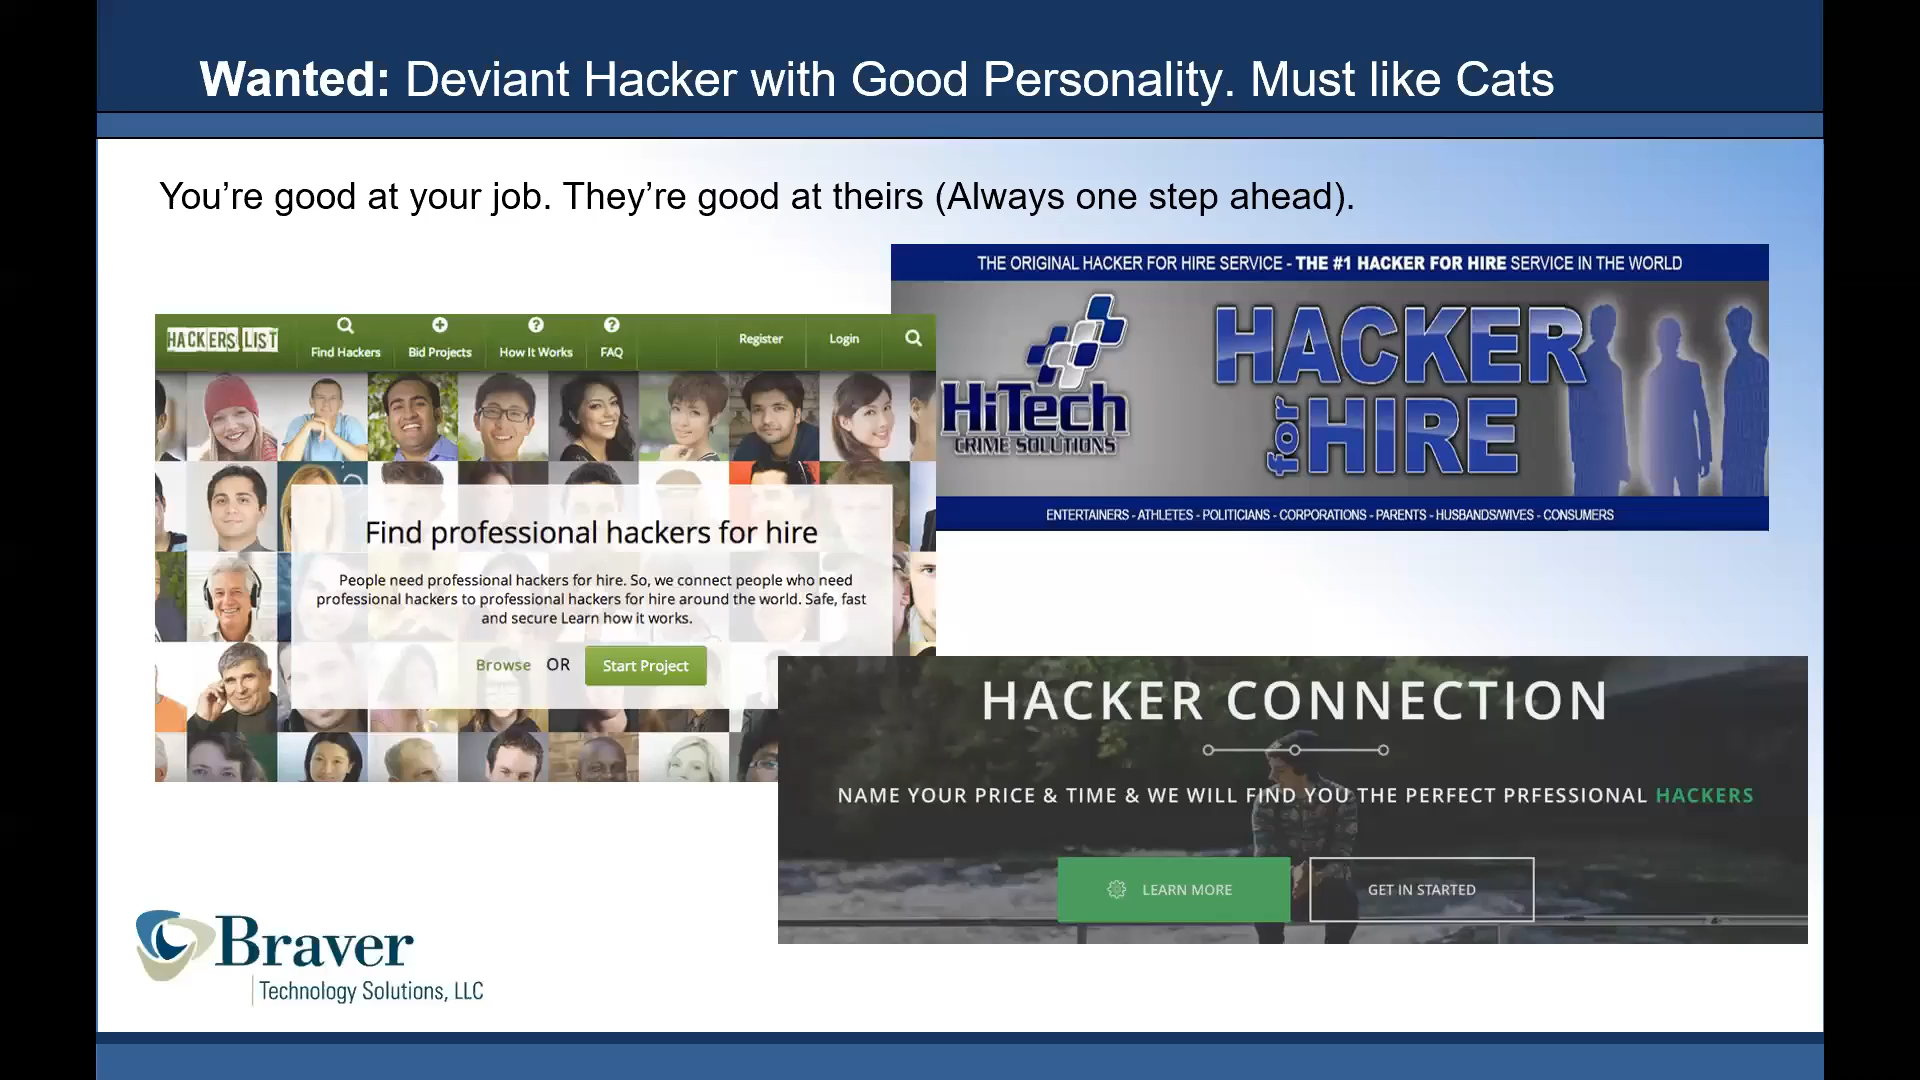 Wanted: Deviant Hacker with Good Personality. Must like Cats
You’re good at your job. They’re good at theirs (Always one step ahead).
THE ORIGINAL HACKER FOR HIRE SERVICE - THE #1 HACKER FOR HIRE SERVICE IN THE WORLD
HiTech
CRIME SOLUTIONS
HACKER
for HIRE
ENTERTAINERS - ATHLETES - POLITICIANS - CORPORATIONS - PARENTS - HUSBANDS/WIVES - CONSUMERS
HACKERS LIST
Find Hackers
Bid Projects
How It Works
FAQ
Register
Login
Find professional hackers for hire
People need professional hackers for hire. So, we connect people who need
professional hackers to professional hackers for hire around the world. Safe, fast
and secure Learn how it works.
Browse OR Start Project
HACKER CONNECTION
NAME YOUR PRICE & TIME & WE WILL FIND YOU THE PERFECT PRFESSIONAL HACKERS
LEARN MORE
GET IN STARTED
Braver
Technology Solutions, LLC